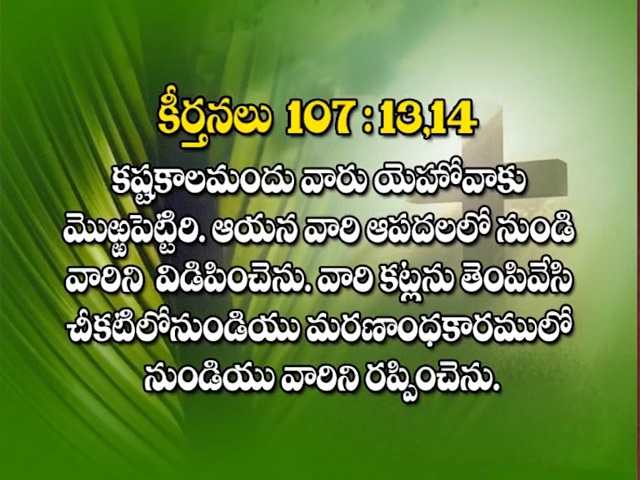 కీర్తనలు 107 : 13,14
కష్టకాలమందు వారు యెహోవాకు
మొఱ్ఱపెట్టిరి. ఆయన వారి ఆపదలలో నుండి
వారిని విడిపించెను. వారి కట్లను తెంపివేసి
చీకటిలోనుండియు మరణాంధకారములో
నుండియు వారిని రప్పించెను.